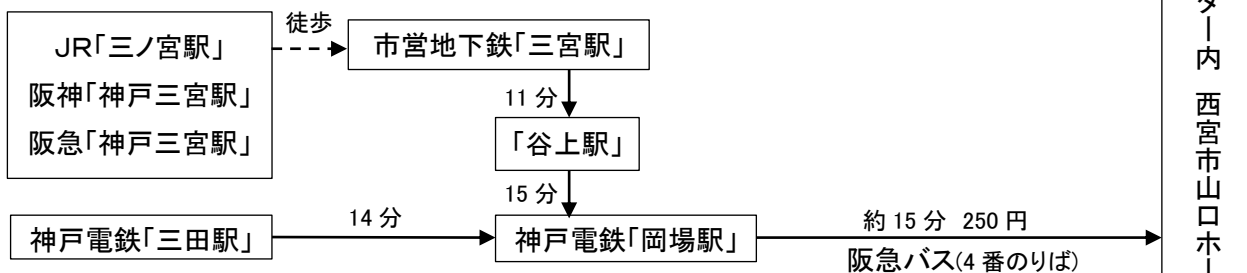 JR「三ノ宮駅」
阪神「神戸三宮駅」
阪急「神戸三宮駅」
徒歩
市営地下鉄「三宮駅」
11 分
「谷上駅」
15 分
神戸電鉄「三田駅」
14 分
神戸電鉄「岡場駅」
約 15 分 250 円
阪急バス(4 番のりば)
ター内 西宮市山口ホー